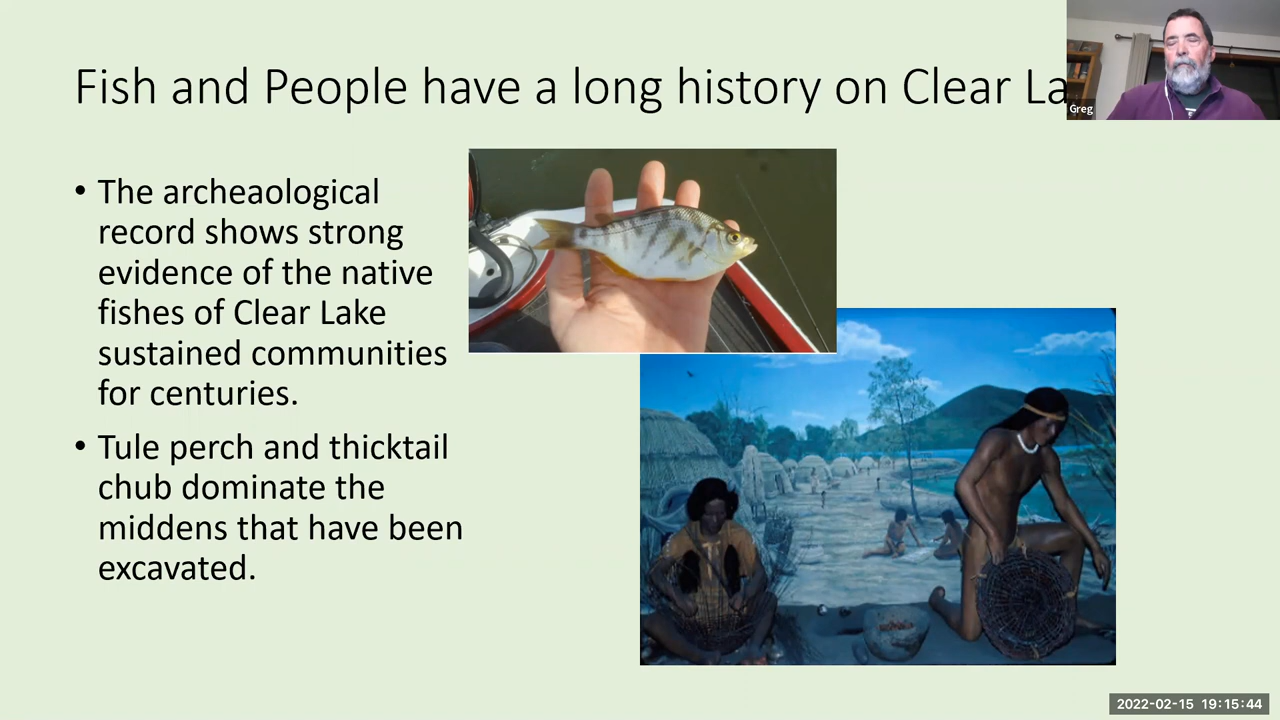 Fish and People have a long history on Clear La
Greg
• The archeaological
record shows strong
evidence of the native
fishes of Clear Lake
sustained communities
for centuries.
• Tule perch and thicktail
chub dominate the
middens that have been
excavated.
2022-02-15 19:15:44